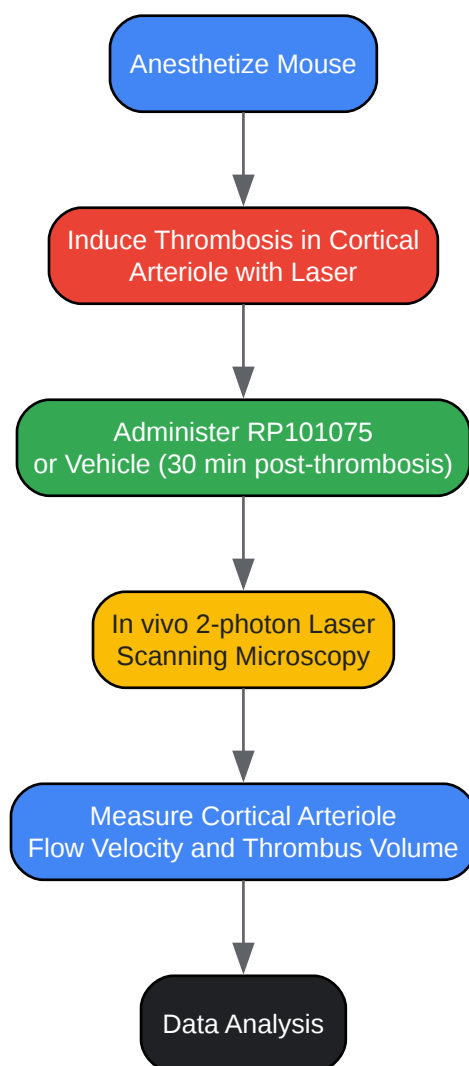 Anesthetize Mouse
Induce Thrombosis in Cortical
Arteriole with Laser
Administer RP101075
or Vehicle (30 min post-thrombosis)
In vivo 2-photon Laser
Scanning Microscopy
Measure Cortical Arteriole
Flow Velocity and Thrombus Volume
Data Analysis